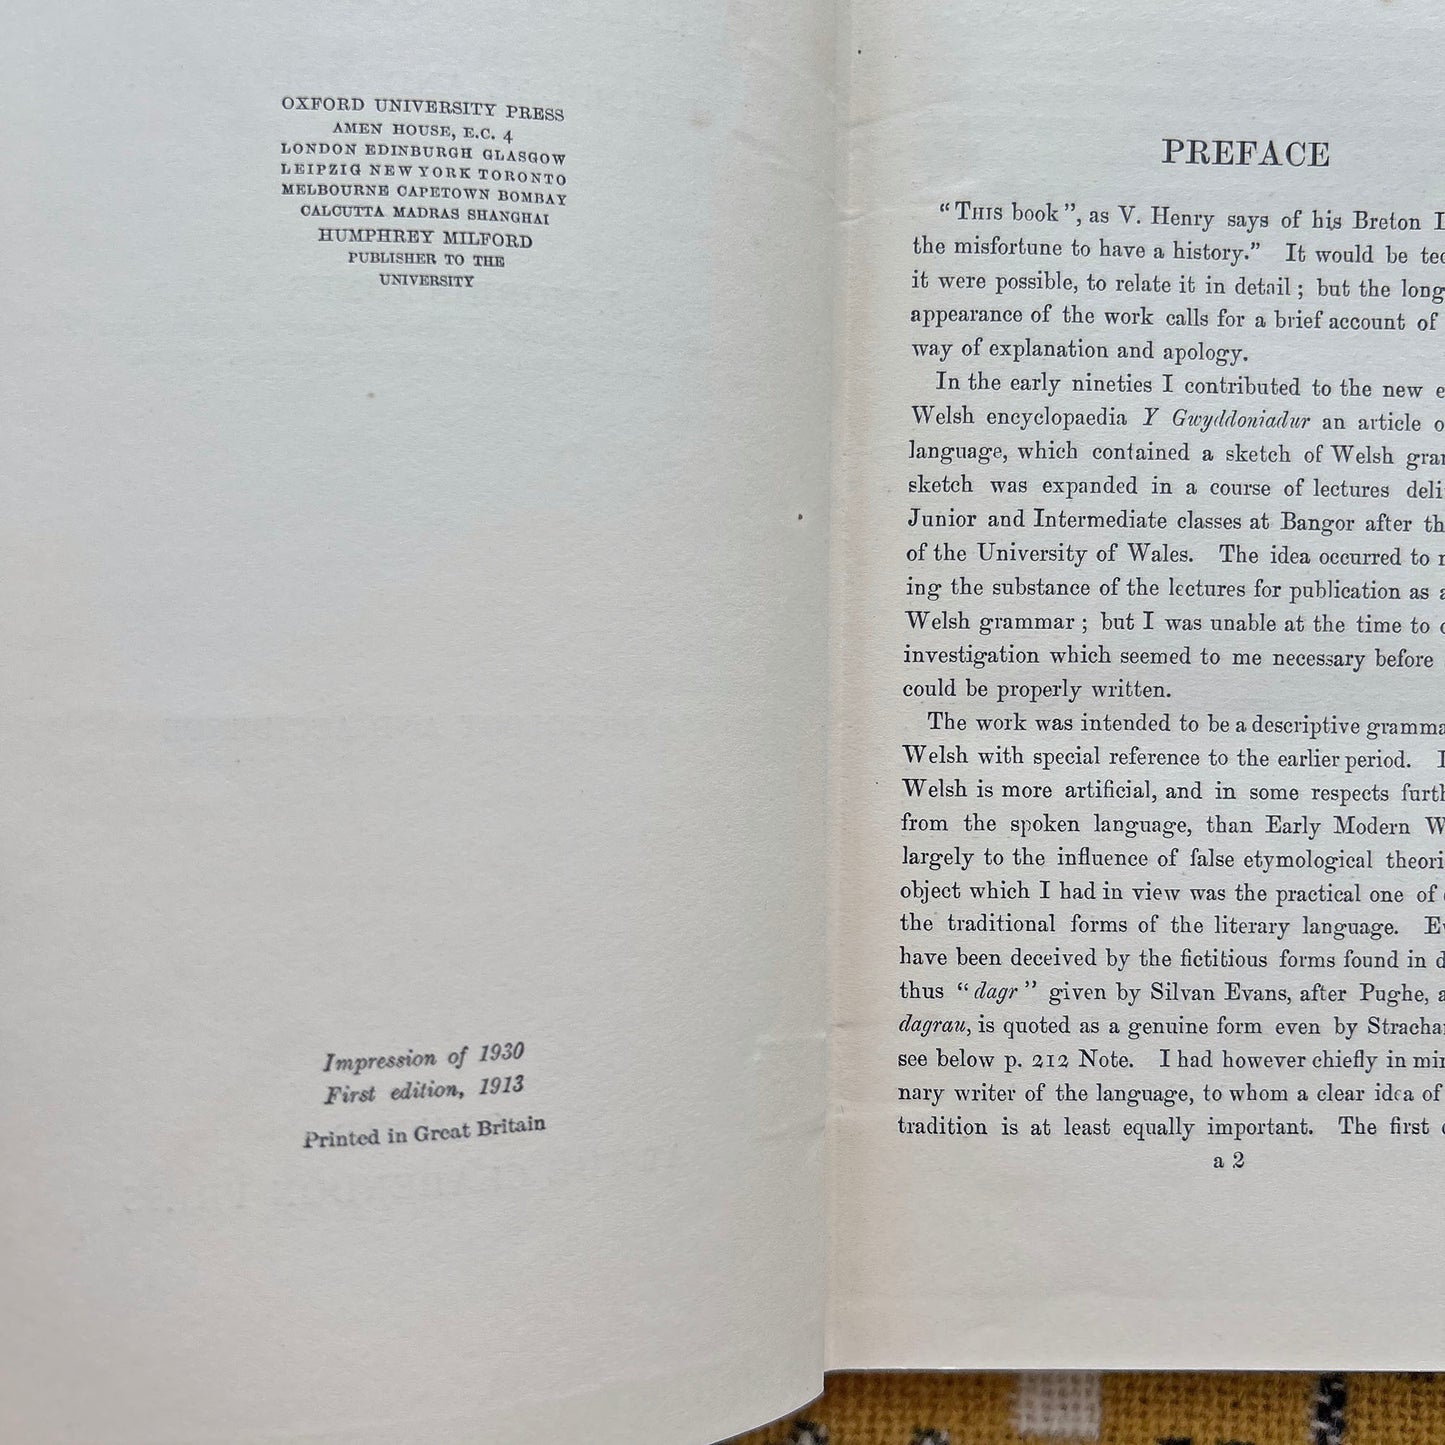 OXFORD UNIVERSITY PRESS
AMEN HOUSE, E.C. 4
LONDON EDINBURGH GLASGOW
LEIPZIG NEW YORK TORONTO
MELBOURNE CAPETOWN BOMBAY
CALCUTTA MADRAS SHANGHAI
HUMPHREY MILFORD
PUBLISHER TO THE
UNIVERSITY
Impression of 1930
First edition, 1913
Printed in Great Britain
PREFACE
“THIS book”, as V. Henry says of his Breton
the misfortune to have a history.” It would be
it were possible, to relate it in detail ; but the long
appearance of the work calls for a brief account of
way of explanation and apology.
In the early nineties I contributed to the new
Welsh encyclopaedia Y Gwyddoniadur an article
language, which contained a sketch of Welsh
sketch was expanded in a course of lectures
Junior and Intermediate classes at Bangor after
of the University of Wales. The idea occurred to
ing the substance of the lectures for publication as
Welsh grammar ; but I was unable at the time to
investigation which seemed to me necessary before
could be properly written.
The work was intended to be a descriptive
Welsh with special reference to the earlier period.
Welsh is more artificial, and in some respects
from the spoken language, than Early Modern
largely to the influence of false etymological
object which I had in view was the practical one of
the traditional forms of the literary language.
have been deceived by the fictitious forms found in
thus “dagr” given by Silvan Evans, after Pughe,
dagrau, is quoted as a genuine form even by
see below p. 212 Note. I had however chiefly in
nary writer of the language, to whom a clear idea of
tradition is at least equally important. The first
a 2